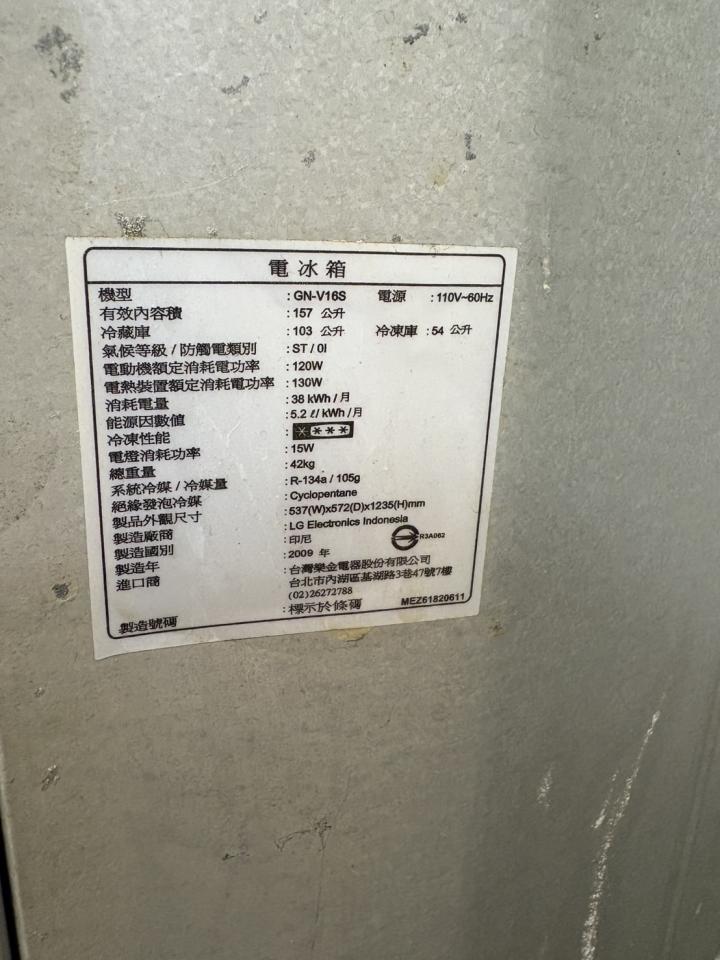 電冰箱
機型 : GN-V16S 電源 : 110V~60Hz
有效內容積 : 157 公升
冷藏庫 : 103 公升 冷凍庫 : 54 公升
氣候等級 / 防觸電類別 : ST / 0I
電動機額定消耗電功率 : 120W
電熱裝置額定消耗電功率 : 130W
消耗電量 : 38 kWh / 月
能源因數值 : 5.2 ℓ/ kWh / 月
冷凍性能 : ****
電燈消耗功率 : 15W
總重量 : 42kg
系統冷媒 / 冷媒量 : R-134a / 105g
絕緣發泡冷媒 : Cyclopentane
製品外觀尺寸 : 537(W)x572(D)x1235(H)mm
製造廠商 : LG Electronics Indonesia
製造國別 : 印尼 R3A062
製造年 : 2009 年
進口商 : 台灣樂金電器股份有限公司
台北市內湖區基湖路3巷47號7樓
(02)26272788
製造號碼 : 標示於條碼 MEZ61820611